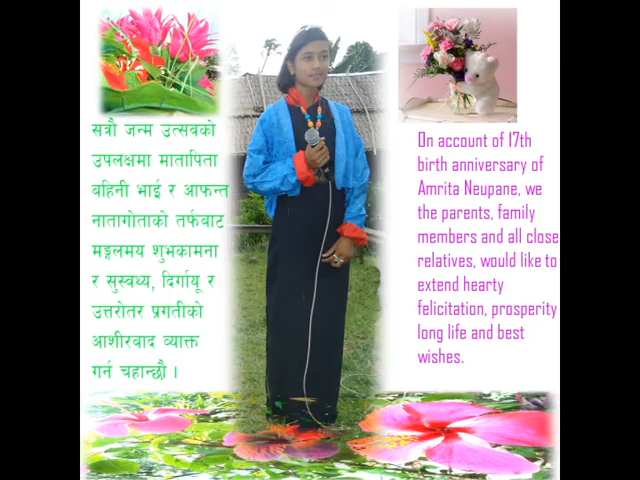 सत्रौ जन्म उत्सवको
उपलक्षमा मातापिता
बहिनी भाई र आफन्त
नातागोताको तर्फबाट
मङ्गलमय शुभकामना
र सुस्वथ्य, दिर्गायू र
उत्तरोतर प्रगतीको
आशीरबाद व्याक्त
गर्न चहान्छौ ।
On account of 17th
birth anniversary of
Amrita Neupane, we
the parents, family
members and all close
relatives, would like to
extend hearty
felicitation, prosperity
long life and best
wishes.